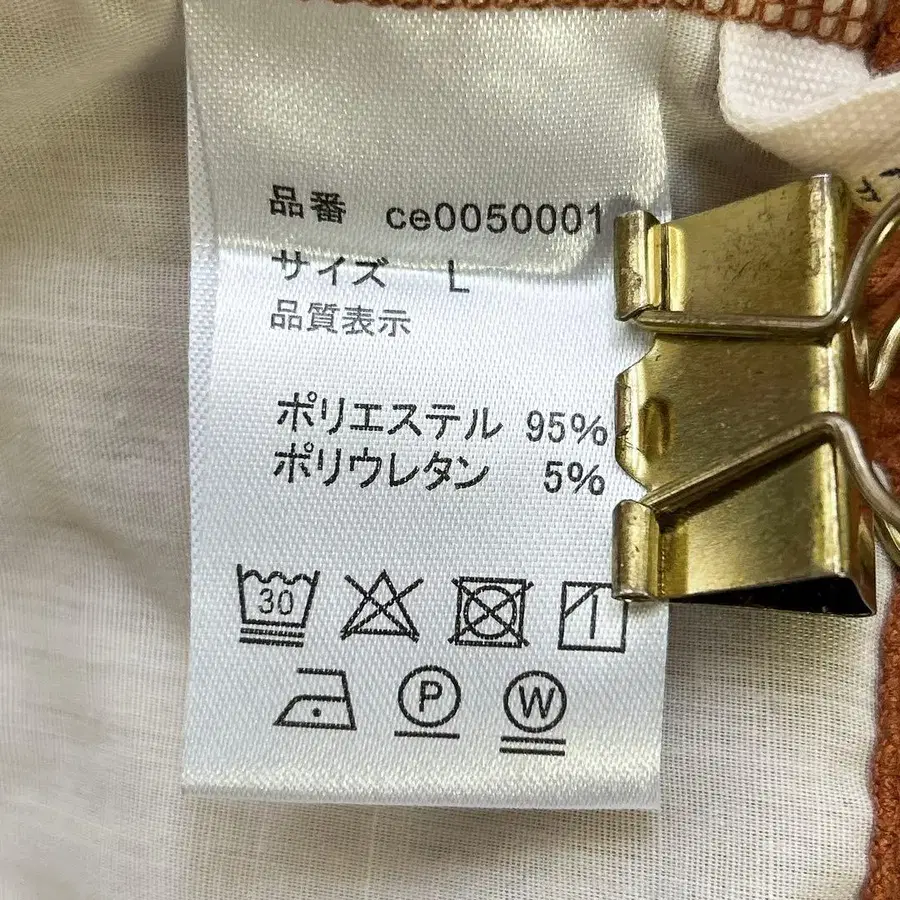 品番 ce0050001
サイズ L
品質表示
ポリエステル 95%
ポリウレタン 5%
30
P
W